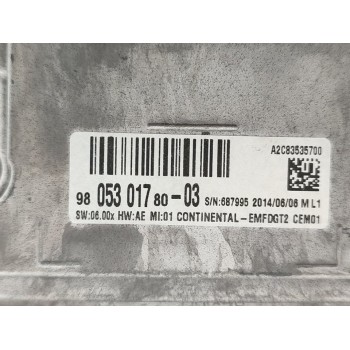 A2C83535700
98 053 017 80-03 S/N:687995 2014/06/06 M L1
SW:06.00x HW:AE MI:01 CONTINENTAL-EMFDGT2 CEM01